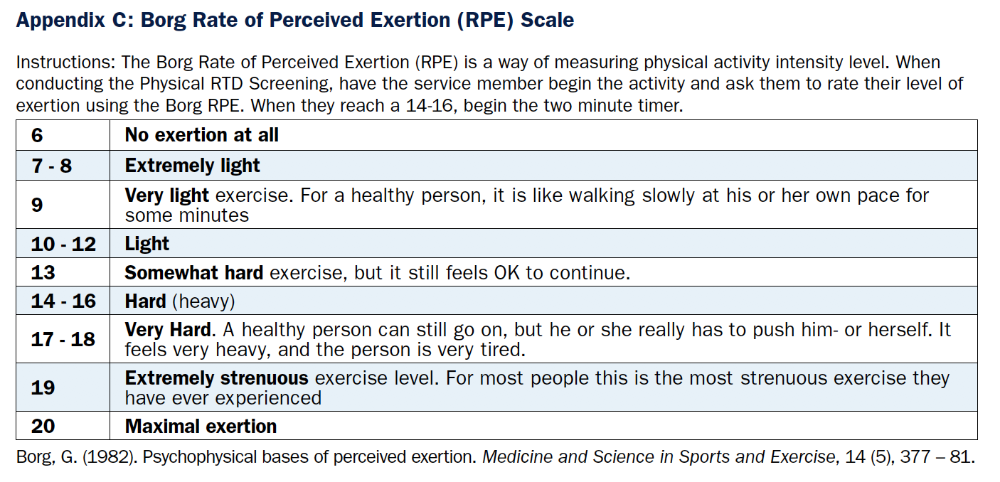 Appendix C: Borg Rate of Perceived Exertion (RPE) Scale
Instructions: The Borg Rate of Perceived Exertion (RPE) is a way of measuring physical activity intensity level. When
conducting the Physical RTD Screening, have the service member begin the activity and ask them to rate their level of
exertion using the Borg RPE. When they reach a 14-16, begin the two minute timer.
6 No exertion at all
7 - 8 Extremely light
9 Very light exercise. For a healthy person, it is like walking slowly at his or her own pace for
some minutes
10 - 12 Light
13 Somewhat hard exercise, but it still feels OK to continue.
14 - 16 Hard (heavy)
17 - 18 Very Hard. A healthy person can still go on, but he or she really has to push him- or herself. It
feels very heavy, and the person is very tired.
19 Extremely strenuous exercise level. For most people this is the most strenuous exercise they
have ever experienced
20 Maximal exertion
Borg, G. (1982). Psychophysical bases of perceived exertion. Medicine and Science in Sports and Exercise, 14 (5), 377 – 81.